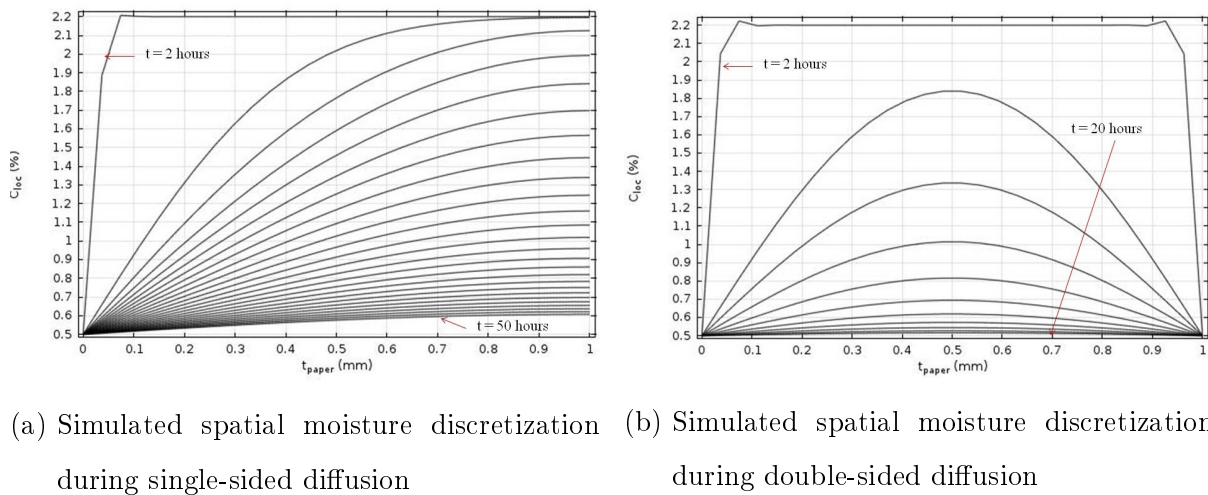 2.2
2.1
2
1.9
1.8
1.7
1.6
1.5
1.4
1.3
1.2
1.1
1
0.9
0.8
0.7
0.6
0.5
C_loc (%)
t = 2 hours
t = 50 hours
0 0.1 0.2 0.3 0.4 0.5 0.6 0.7 0.8 0.9 1
t_paper (mm)
2.2
2.1
2
1.9
1.8
1.7
1.6
1.5
1.4
1.3
1.2
1.1
1
0.9
0.8
0.7
0.6
0.5
C_loc (%)
t = 2 hours
t = 20 hours
0 0.1 0.2 0.3 0.4 0.5 0.6 0.7 0.8 0.9 1
t_paper (mm)
(a) Simulated spatial moisture discretization
during single-sided diffusion
(b) Simulated spatial moisture discretization
during double-sided diffusion